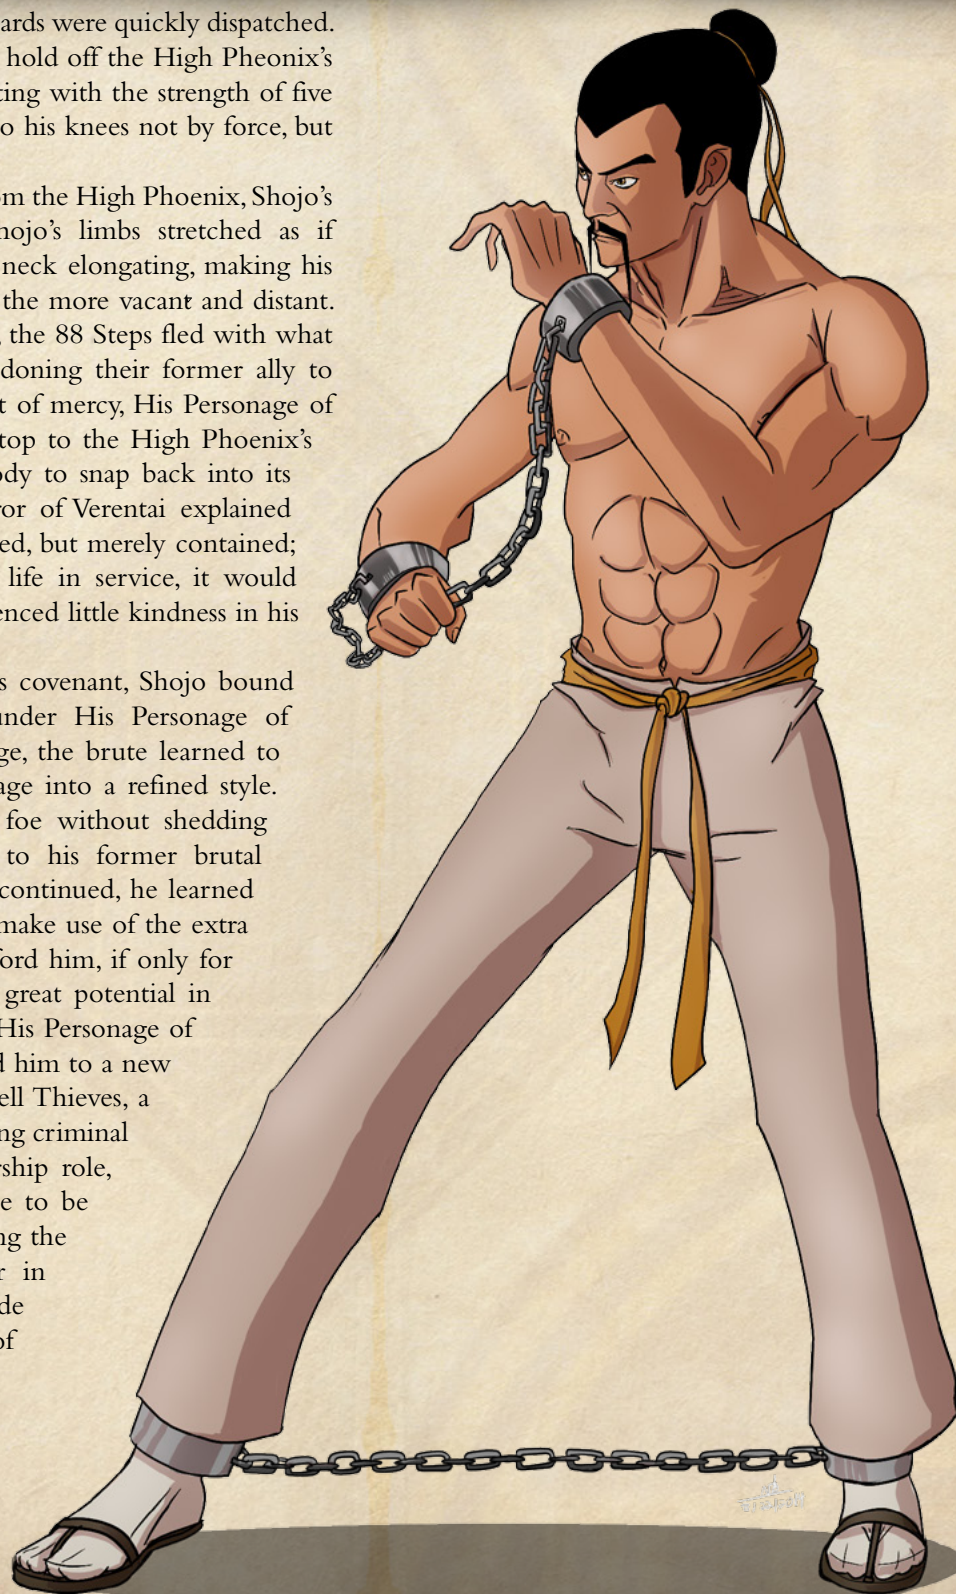 ards were quickly dispatched.
hold off the High Pheonix's
ting with the strength of five
o his knees not by force, but
om the High Phoenix, Shojo's
hojo's limbs stretched as if
neck elongating, making his
the more vacant and distant.
, the 88 Steps fled with what
doning their former ally to
t of mercy, His Personage of
top to the High Phoenix's
ody to snap back into its
ror of Verentai explained
ed, but merely contained;
life in service, it would
enced little kindness in his
s covenant, Shojo bound
under His Personage of
ge, the brute learned to
age into a refined style.
foe without shedding
to his former brutal
continued, he learned
make use of the extra
ford him, if only for
great potential in
His Personage of
d him to a new
ell Thieves, a
ng criminal
rship role,
e to be
ng the
r in
de
of